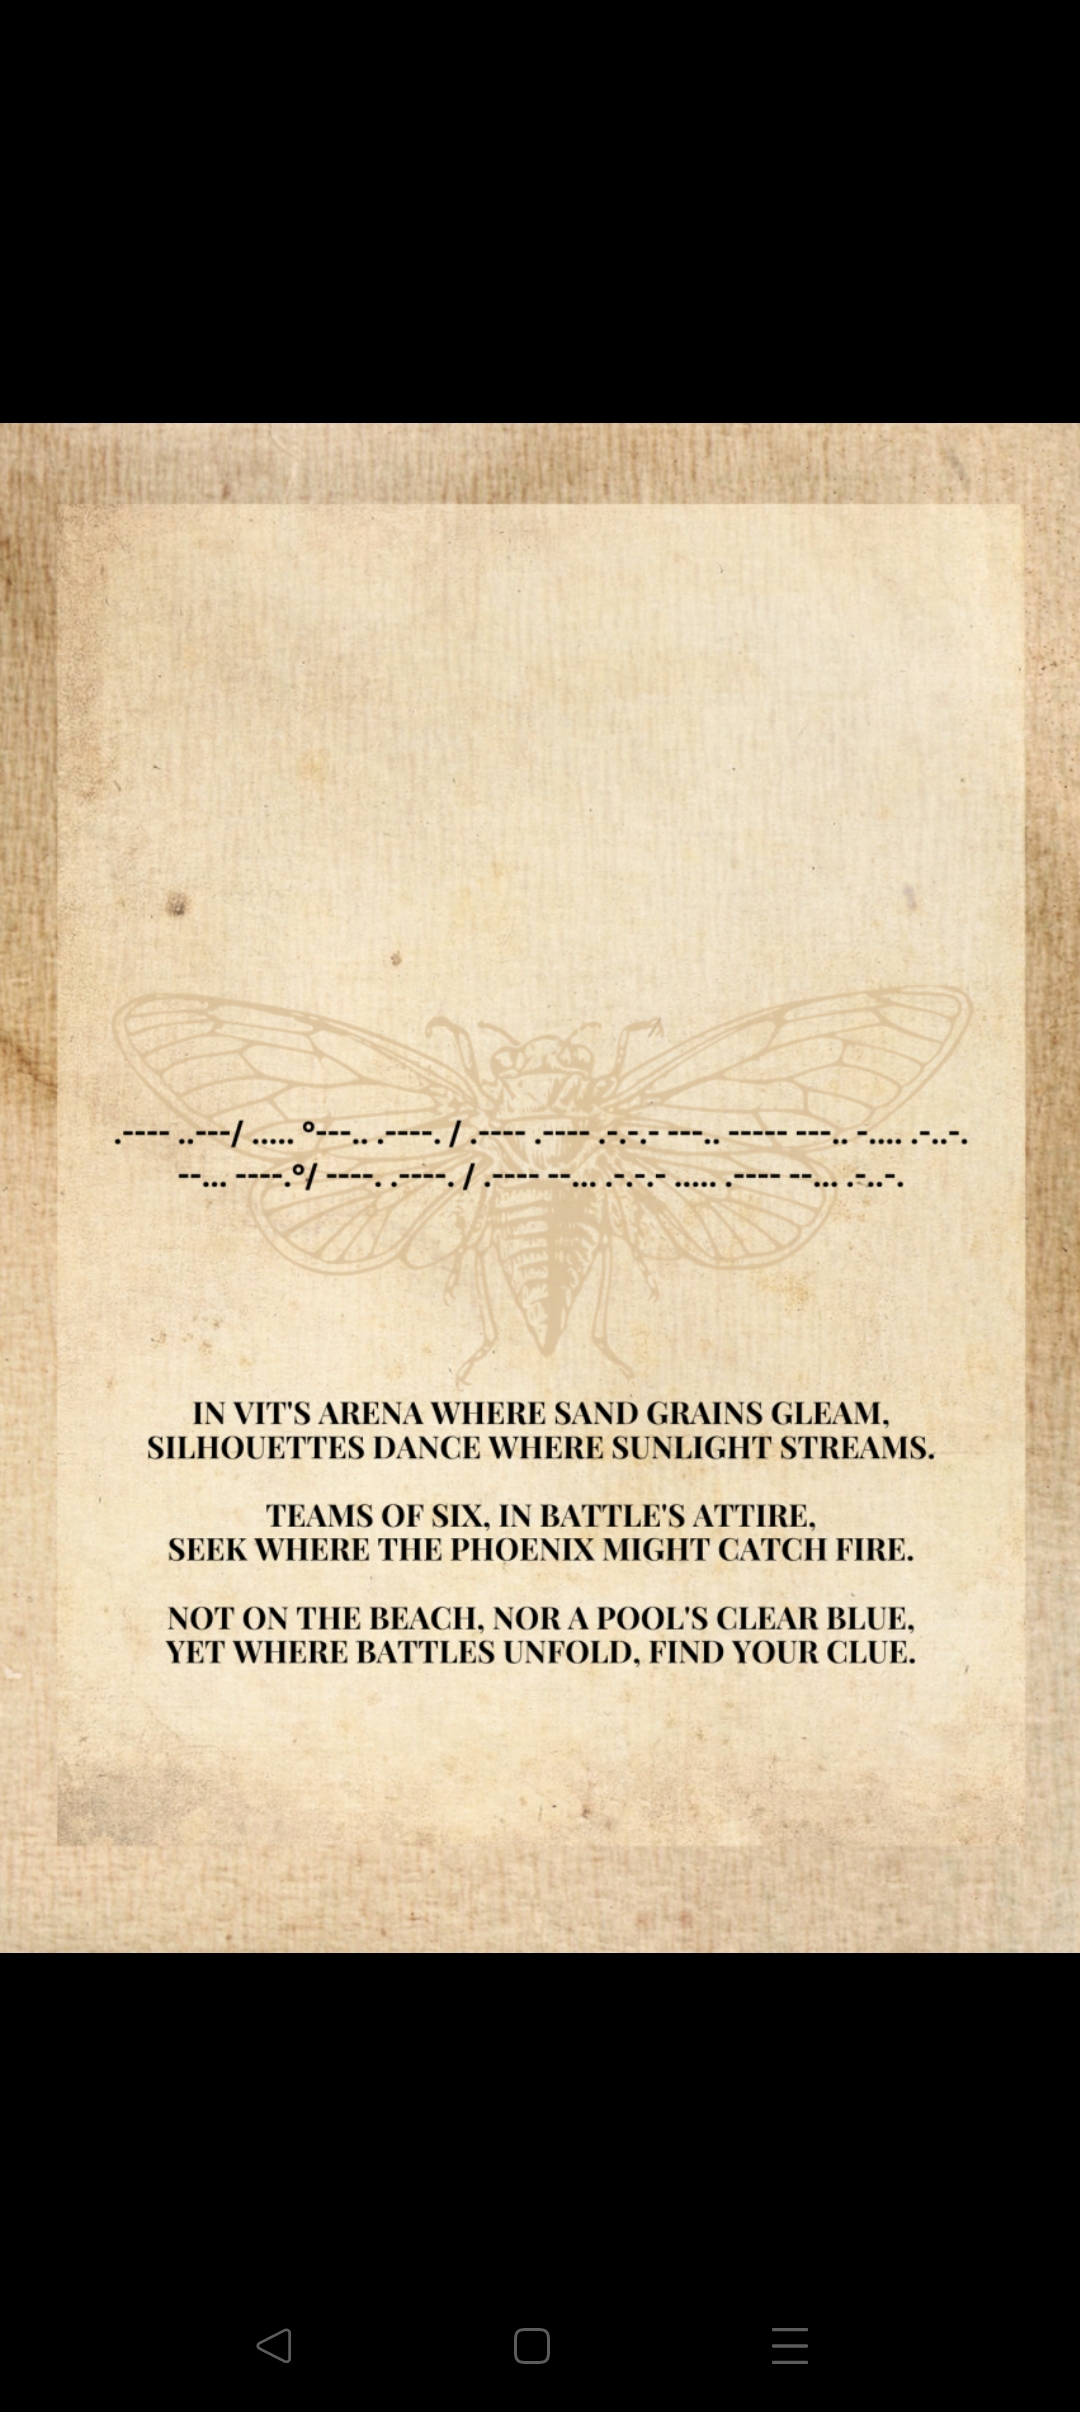 .---- ..---/ ..... °---.. .----. / .---- .---- .-.-.- ---.. ----- ---.. -.... .-..-.
--... ----.°/ ----. .----. / .---- --... .-.-.- ..... .---- --... .-..-.
IN VIT'S ARENA WHERE SAND GRAINS GLEAM,
SILHOUETTES DANCE WHERE SUNLIGHT STREAMS.
TEAMS OF SIX, IN BATTLE'S ATTIRE,
SEEK WHERE THE PHOENIX MIGHT CATCH FIRE.
NOT ON THE BEACH, NOR A POOL'S CLEAR BLUE,
YET WHERE BATTLES UNFOLD, FIND YOUR CLUE.